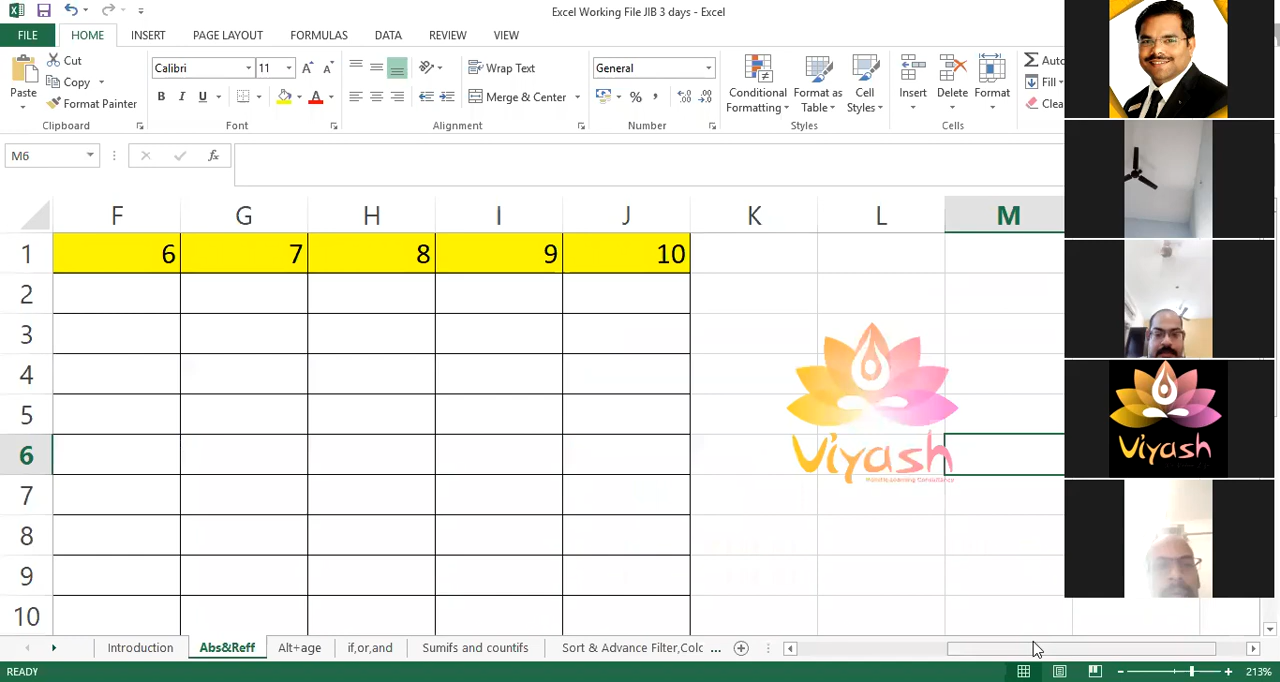 Excel Working File JIB 3 days - Excel
FILE HOME INSERT PAGE LAYOUT FORMULAS DATA REVIEW VIEW
Paste Cut Copy Format Painter
Calibri 11 B I U
Wrap Text Merge & Center
General % ,
Conditional Formatting Format as Table Cell Styles
Insert Delete Format
Auto Fill Clea
Clipboard Font Alignment Number Styles Cells
M6 fx
F G H I J K L M
1 6 7 8 9 10
2
3
4
5
6
7
8
9
10
Viyash
Viyash
Introduction Abs&Reff Alt+age if,or,and Sumifs and countifs Sort & Advance Filter,Colc ...
READY 213%